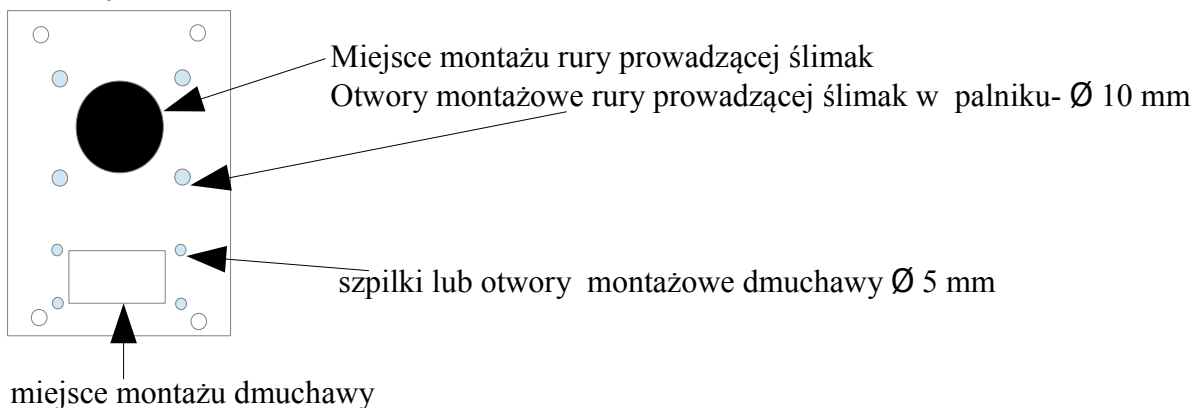 Miejsce montażu rury prowadzącej ślimak
Otwory montażowe rury prowadzącej ślimak w palniku- Ø 10 mm
szpilki lub otwory montażowe dmuchawy Ø 5 mm
miejsce montażu dmuchawy